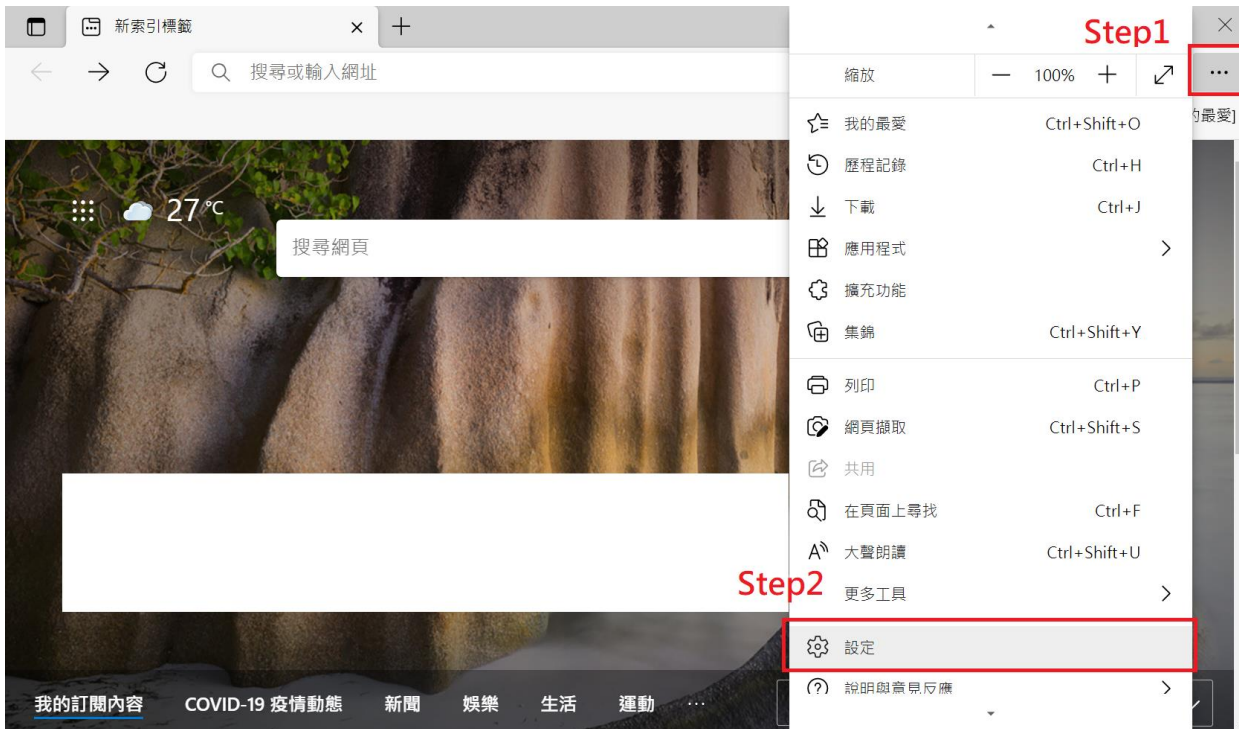 新索引標籤
Step1
搜尋或輸入網址
縮放
100%
我的最愛 Ctrl+Shift+O
的最愛]
歷程記錄 Ctrl+H
下載 Ctrl+J
27°C
搜尋網頁
應用程式
擴充功能
集錦 Ctrl+Shift+Y
列印 Ctrl+P
網頁擷取 Ctrl+Shift+S
共用
在頁面上尋找 Ctrl+F
大聲朗讀 Ctrl+Shift+U
Step2
更多工具
設定
說明與意見反應
我的訂閱內容 COVID-19 疫情動態 新聞 娛樂 生活 運動 ...